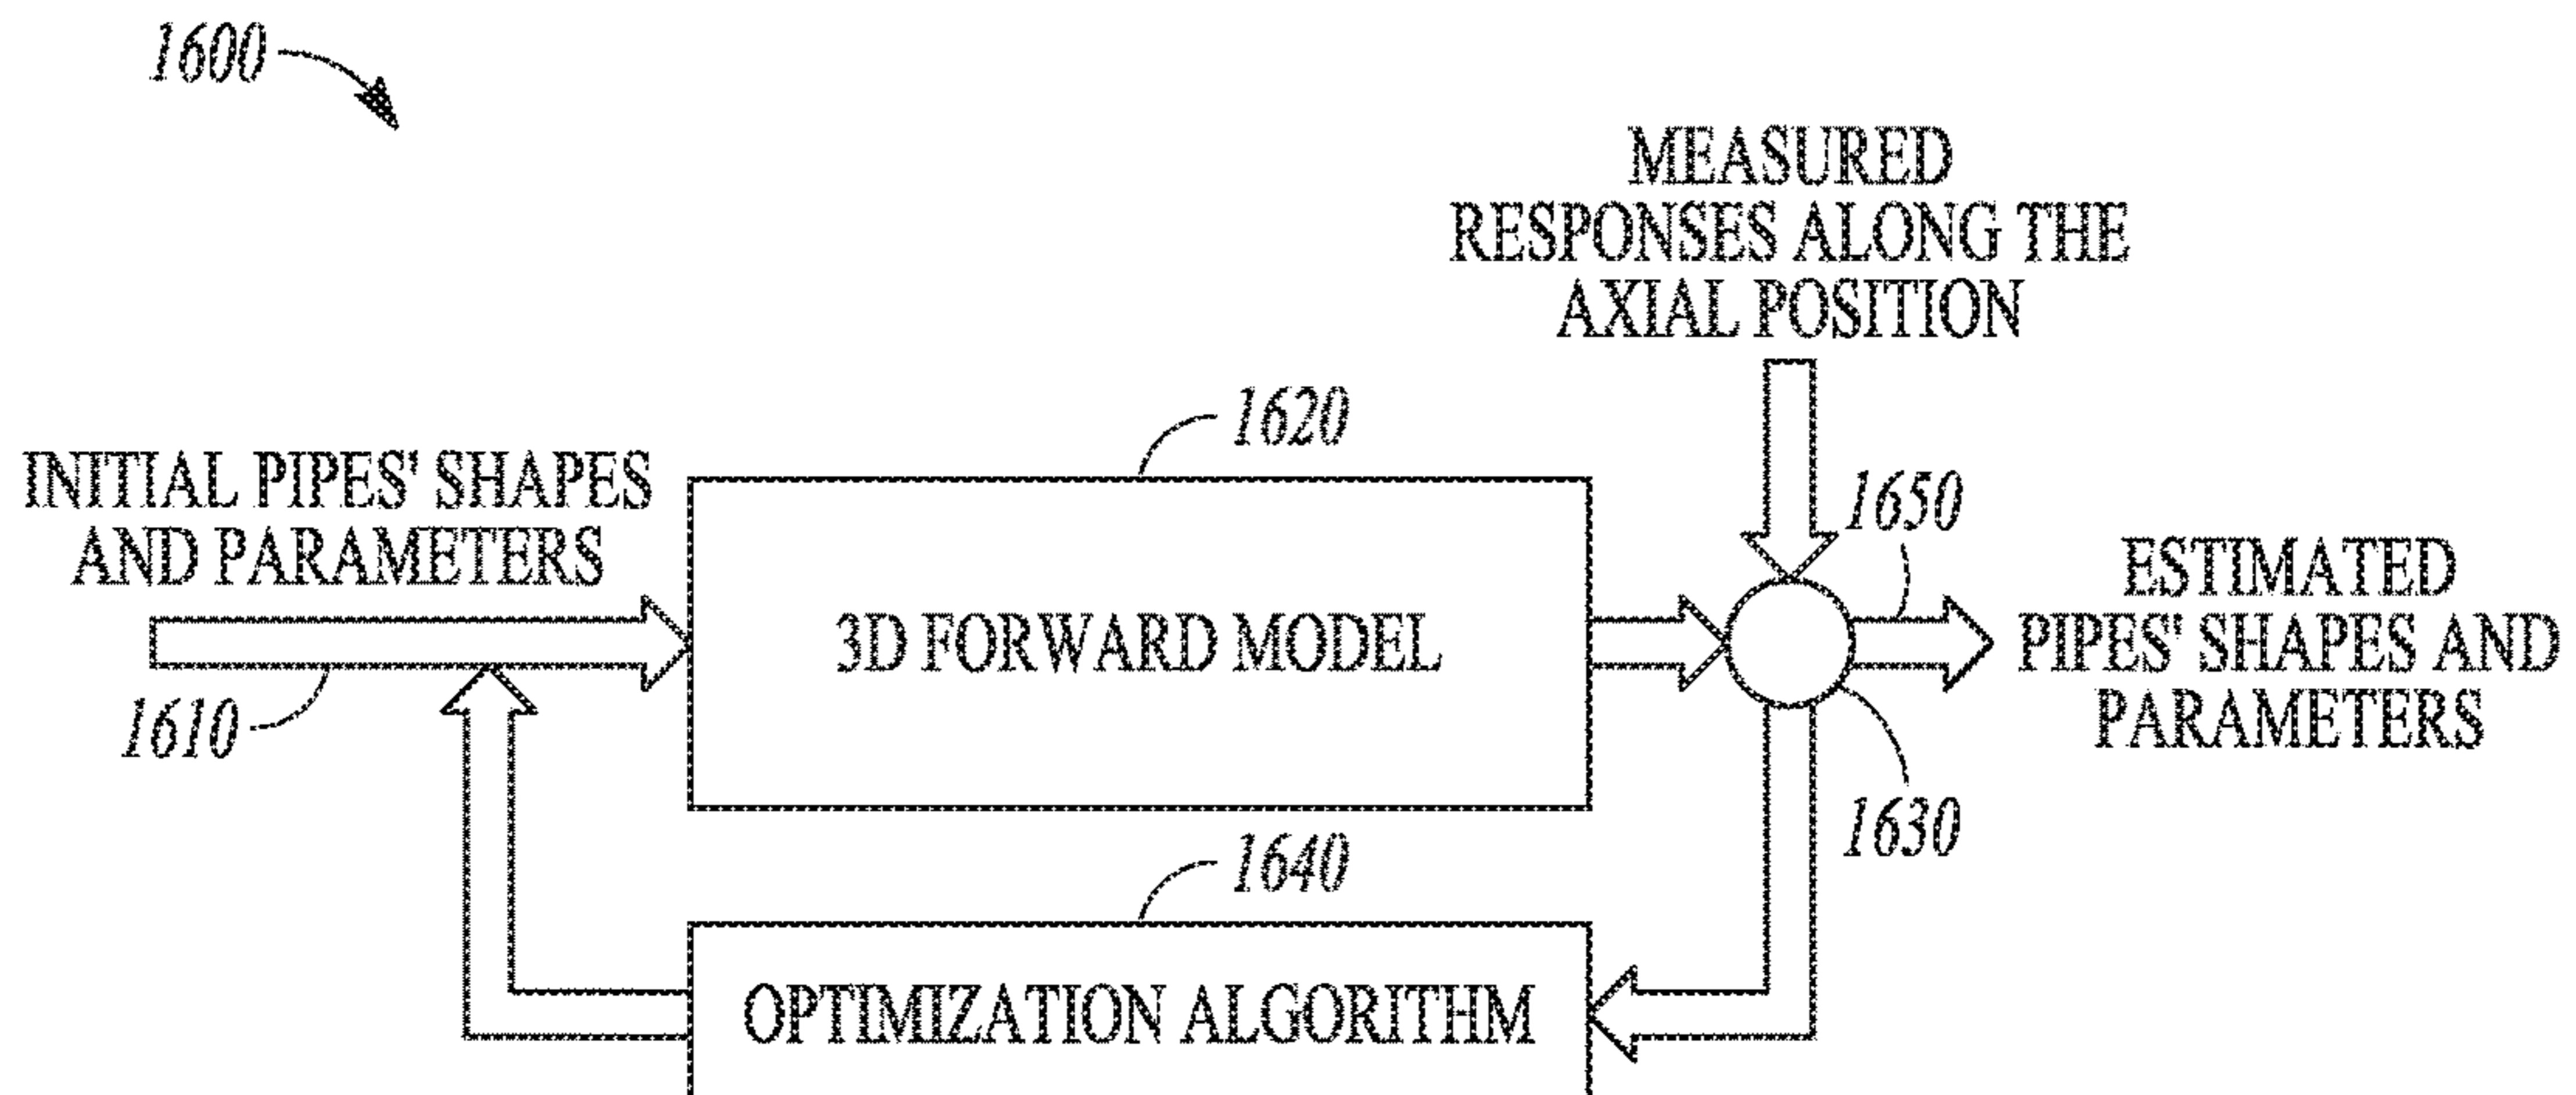 1600
MEASURED
RESPONSES ALONG THE
AXIAL POSITION
1620
INITIAL PIPES' SHAPES
AND PARAMETERS
1650
ESTIMATED
PIPES' SHAPES AND
PARAMETERS
3D FORWARD MODEL
1610
1630
1640
OPTIMIZATION ALGORITHM